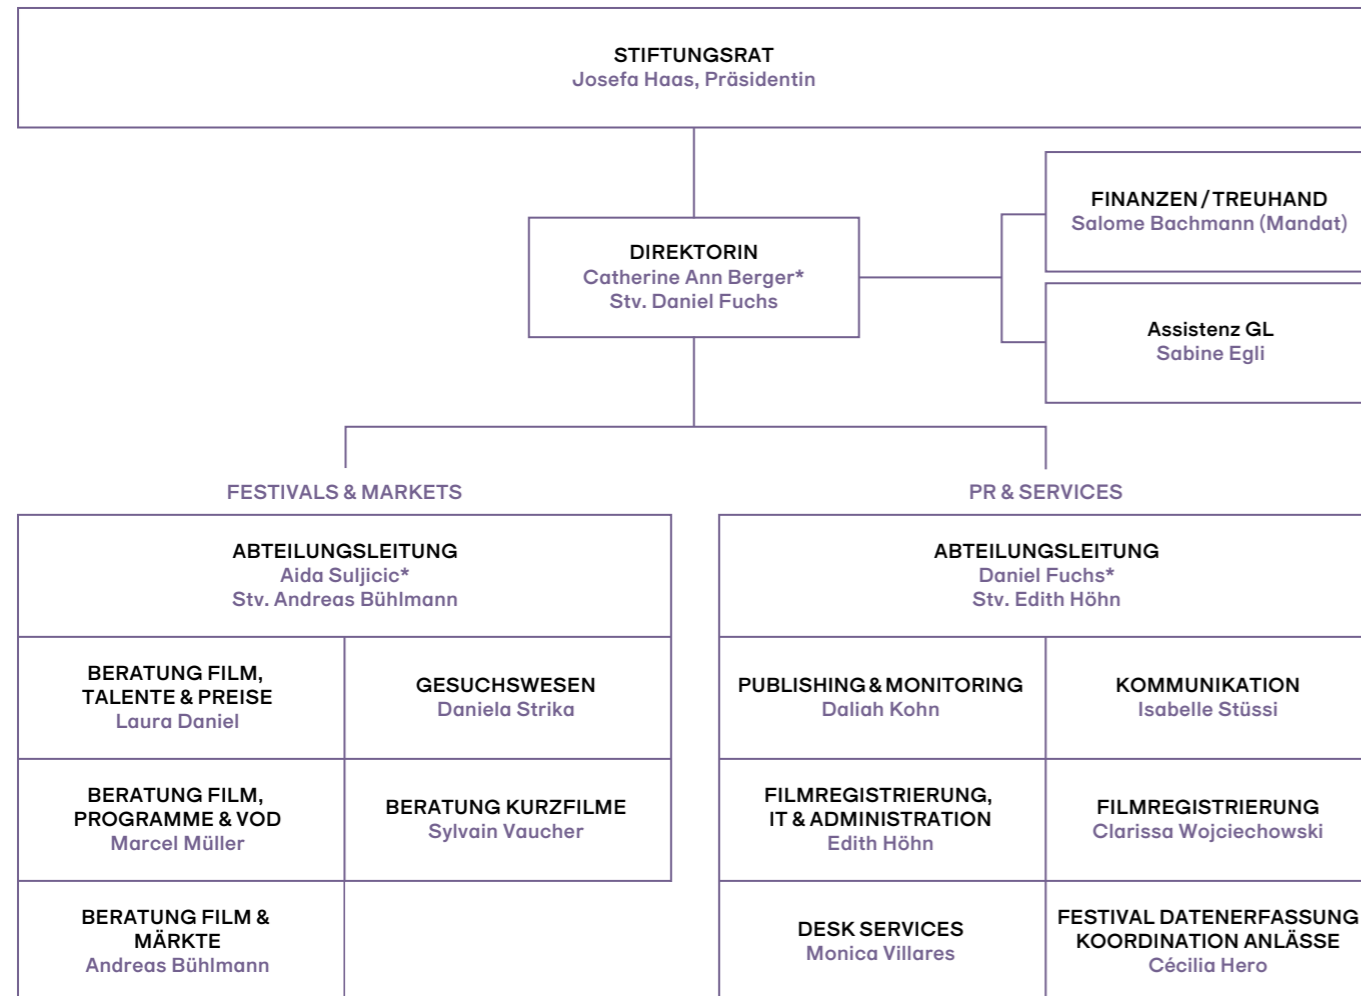 STIFTUNGSRAT
Josefa Haas, Präsidentin
FINANZEN / TREUHAND
Salome Bachmann (Mandat)
DIREKTORIN
Catherine Ann Berger*
Stv. Daniel Fuchs
Assistenz GL
Sabine Egli
FESTIVALS & MARKETS
ABTEILUNGSLEITUNG
Aida Suljicic*
Stv. Andreas Bühlmann
BERATUNG FILM,
TALENTE & PREISE
Laura Daniel
GESUCHSWESEN
Daniela Strika
BERATUNG FILM,
PROGRAMME & VOD
Marcel Müller
BERATUNG KURZFILME
Sylvain Vaucher
BERATUNG FILM &
MÄRKTE
Andreas Bühlmann
PR & SERVICES
ABTEILUNGSLEITUNG
Daniel Fuchs*
Stv. Edith Höhn
PUBLISHING & MONITORING
Daliah Kohn
KOMMUNIKATION
Isabelle Stüssi
FILMREGISTRIERUNG,
IT & ADMINISTRATION
Edith Höhn
FILMREGISTRIERUNG
Clarissa Wojciechowski
DESK SERVICES
Monica Villares
FESTIVAL DATENERFASSUNG
KOORDINATION ANLÄSSE
Cécilia Hero